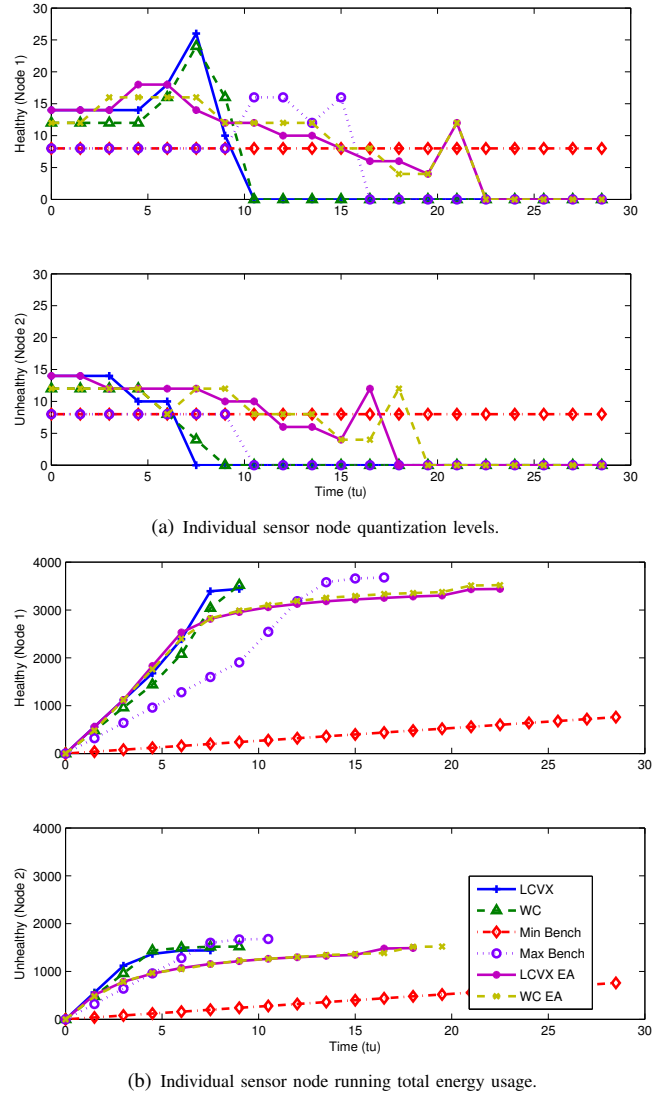 30
25
20
15
10
5
0
0 5 10 15 20 25 30
Healthy (Node 1)
30
25
20
15
10
5
0
0 5 10 15 20 25 30
Unhealthy (Node 2)
Time (tu)
(a) Individual sensor node quantization levels.
4000
3000
2000
1000
0
0 5 10 15 20 25 30
Healthy (Node 1)
4000
3000
2000
1000
0
0 5 10 15 20 25 30
Unhealthy (Node 2)
Time (tu)
LCVX
WC
Min Bench
Max Bench
LCVX EA
WC EA
(b) Individual sensor node running total energy usage.